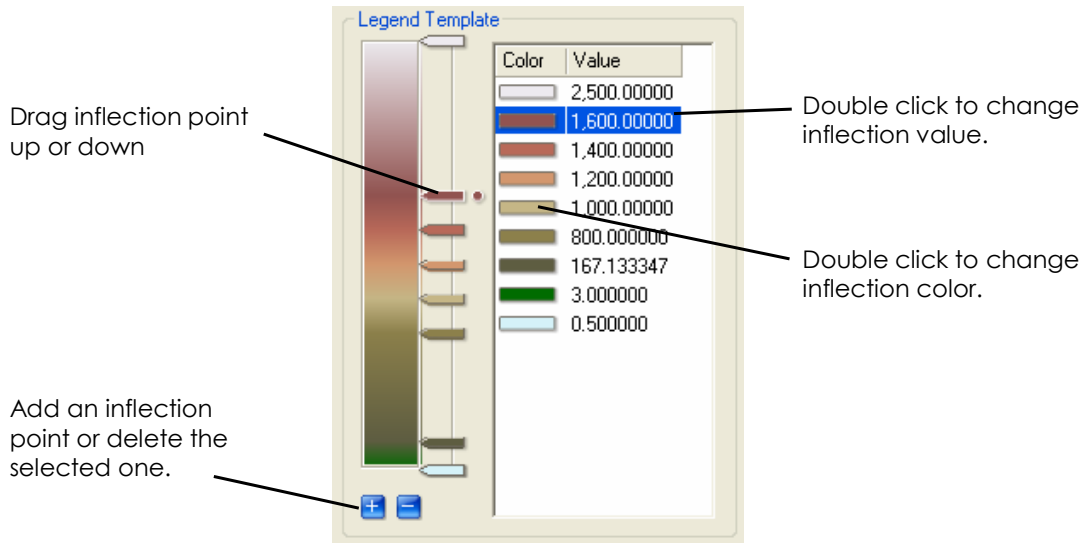 Legend Template
Color Value
2,500.00000
1,600.00000
1,400.00000
1,200.00000
1,000.00000
800.000000
167.133347
3.000000
0.500000
Drag inflection point
up or down
Add an inflection
point or delete the
selected one.
Double click to change
inflection value.
Double click to change
inflection color.